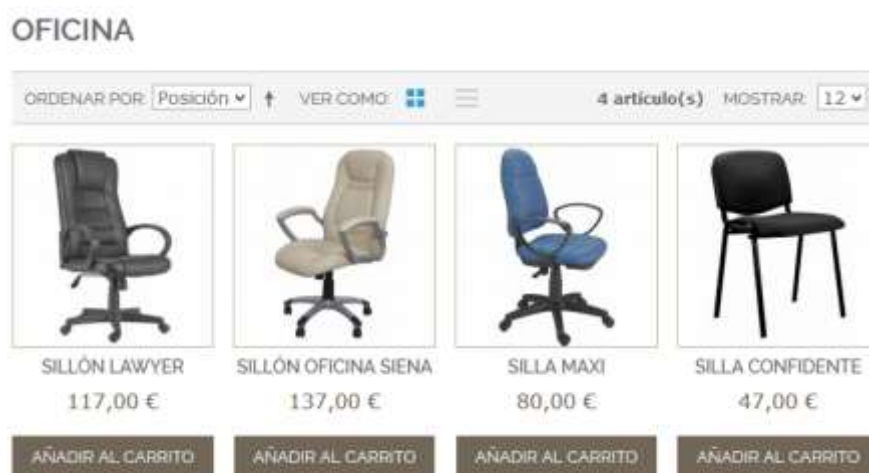 OFICINA
ORDENAR POR: Posición VER COMO: 4 artículo(s) MOSTRAR: 12
SILLÓN LAWYER SILLÓN OFICINA SIENA SILLA MAXI SILLA CONFIDENTE
117,00 € 137,00 € 80,00 € 47,00 €
AÑADIR AL CARRITO AÑADIR AL CARRITO AÑADIR AL CARRITO AÑADIR AL CARRITO